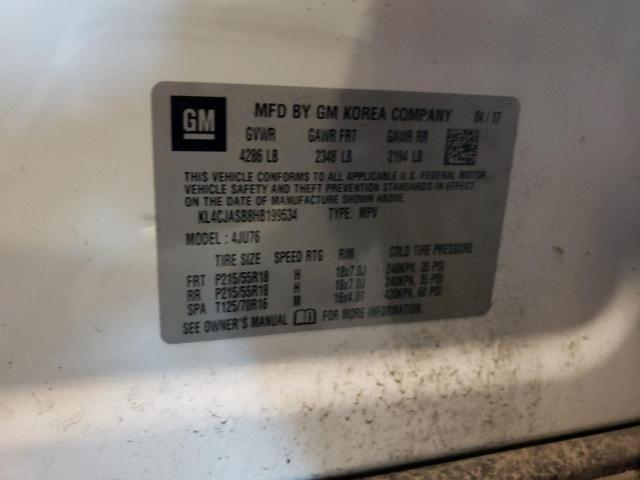 GM
MFD BY GM KOREA COMPANY 04 / 17
GVWR GAWR FRT GAWR RR
4286 LB 2348 LB 2194 LB
THIS VEHICLE CONFORMS TO ALL APPLICABLE U.S. FEDERAL MOTOR
VEHICLE SAFETY AND THEFT PREVENTION STANDARDS IN EFFECT
ON THE DATE OF MANUFACTURE SHOWN ABOVE.
KL4CJASB8HB199534 TYPE: MPV
MODEL : 4JU76
TIRE SIZE SPEED RTG RIM COLD TIRE PRESSURE
FRT P215/55R18 H 18x7.0J 240KPA, 35 PSI
RR P215/55R18 H 18x7.0J 240KPA, 35 PSI
SPA T125/70R16 M 16x4.0T 420KPA, 60 PSI
SEE OWNER'S MANUAL FOR MORE INFORMATION